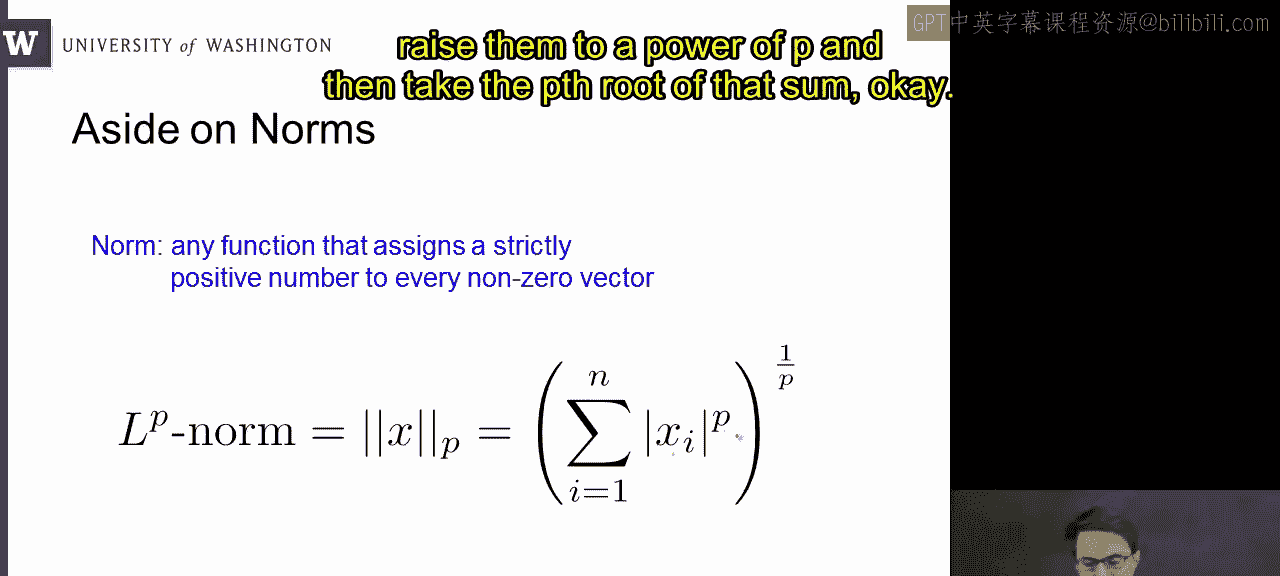 W UNIVERSITY of WASHINGTON
GPT中英字幕课程资源@bilibili.com
raise them to a power of p and
then take the pth root of that sum, okay.
Aside on Norms
Norm: any function that assigns a strictly
positive number to every non-zero vector
L^p-norm = ||x||_p = (∑_{i=1}^{n} |x_i|^p)^{1/p}